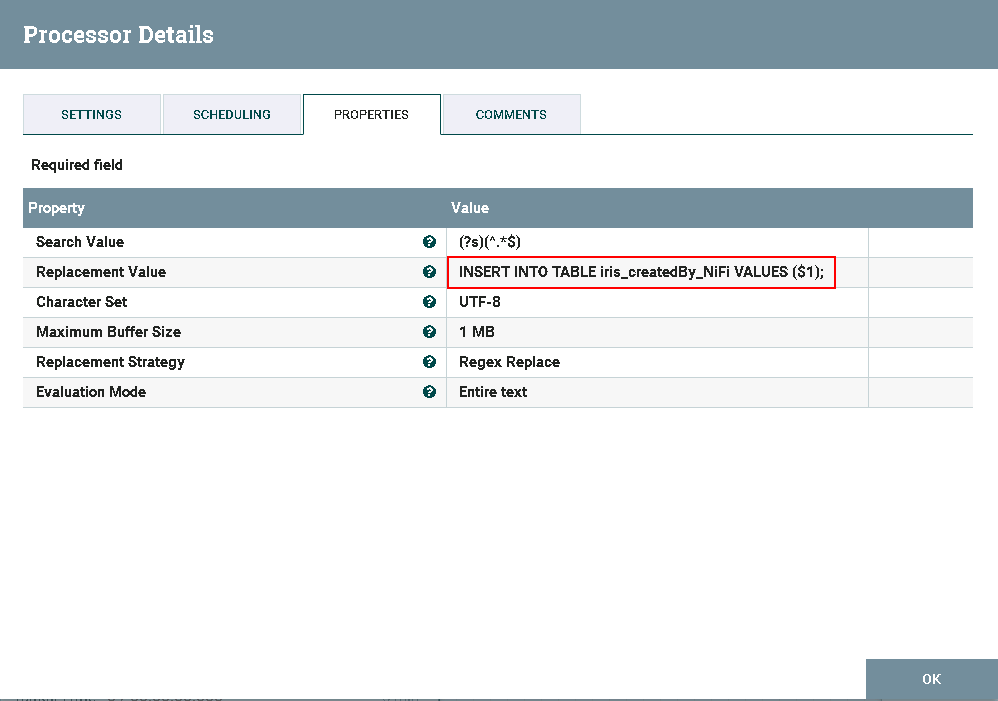 Processor Details
SETTINGS SCHEDULING PROPERTIES COMMENTS
Required field
Property Value
Search Value (?s)(^.*$)
Replacement Value INSERT INTO TABLE iris_createdBy_NiFi VALUES ($1);
Character Set UTF-8
Maximum Buffer Size 1 MB
Replacement Strategy Regex Replace
Evaluation Mode Entire text
OK